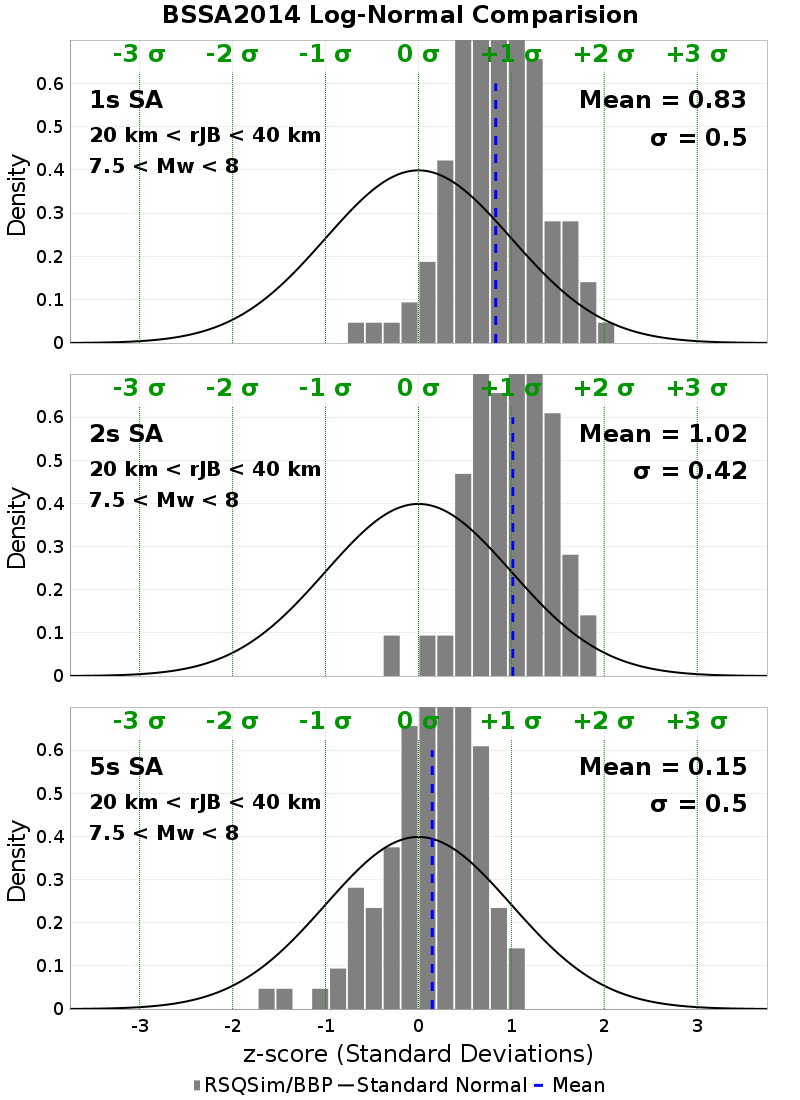 BSSA2014 Log-Normal Comparision
-3 σ -2 σ -1 σ 0 σ +1 σ +2 σ +3 σ
1s SA
20 km < rJB < 40 km
7.5 < Mw < 8
Mean = 0.83
σ = 0.5
Density
0.6
0.5
0.4
0.3
0.2
0.1
0
-3 σ -2 σ -1 σ 0 σ +1 σ +2 σ +3 σ
2s SA
20 km < rJB < 40 km
7.5 < Mw < 8
Mean = 1.02
σ = 0.42
Density
0.6
0.5
0.4
0.3
0.2
0.1
0
-3 σ -2 σ -1 σ 0 σ +1 σ +2 σ +3 σ
5s SA
20 km < rJB < 40 km
7.5 < Mw < 8
Mean = 0.15
σ = 0.5
Density
0.6
0.5
0.4
0.3
0.2
0.1
0
-3 -2 -1 0 1 2 3
z-score (Standard Deviations)
RSQSim/BBP Standard Normal Mean